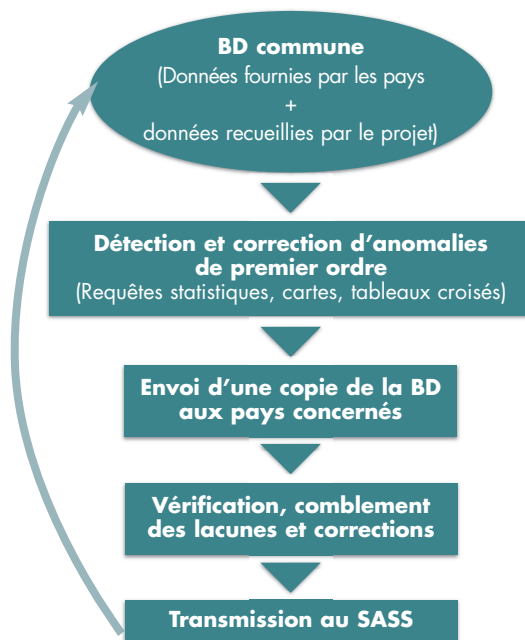 BD commune
(Données fournies par les pays
+
données recueillies par le projet)
Détection et correction d’anomalies
de premier ordre
(Requêtes statistiques, cartes, tableaux croisés)
Envoi d’une copie de la BD
aux pays concernés
Vérification, comblement
des lacunes et corrections
Transmission au SASS